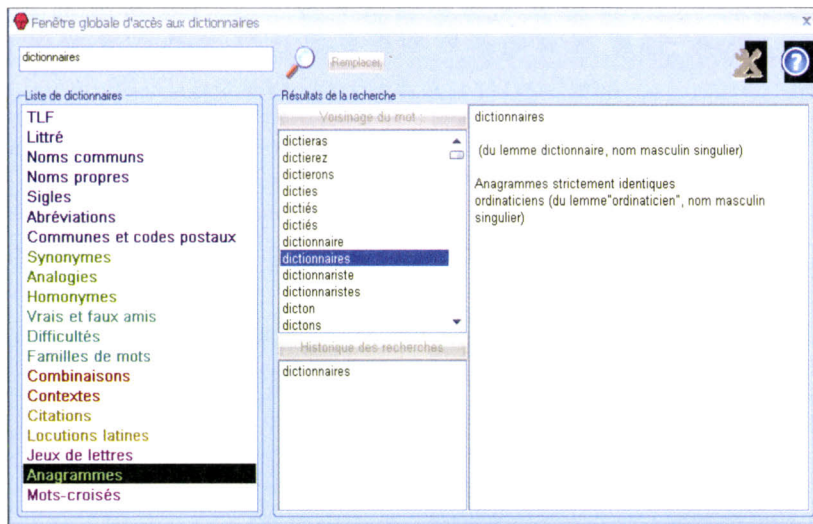 Fenêtre globale d'accès aux dictionnaires
x
dictionnaires
Remplacer
?
Liste de dictionnaires
TLF
Littré
Noms communs
Noms propres
Sigles
Abréviations
Communes et codes postaux
Synonymes
Analogies
Homonymes
Vrais et faux amis
Difficultés
Familles de mots
Combinaisons
Contextes
Citations
Locutions latines
Jeux de lettres
Anagrammes
Mots-croisés
Résultats de la recherche
Voisinage du mot :
dictieras
dictierez
dictierons
dicties
dictiés
dictiés
dictionnaire
dictionnaires
dictionnariste
dictionnaristes
dicton
dictons
Historique des recherches
dictionnaires
dictionnaires
(du lemme dictionnaire, nom masculin singulier)
Anagrammes strictement identiques
ordinaticiens (du lemme"ordinaticien", nom masculin
singulier)